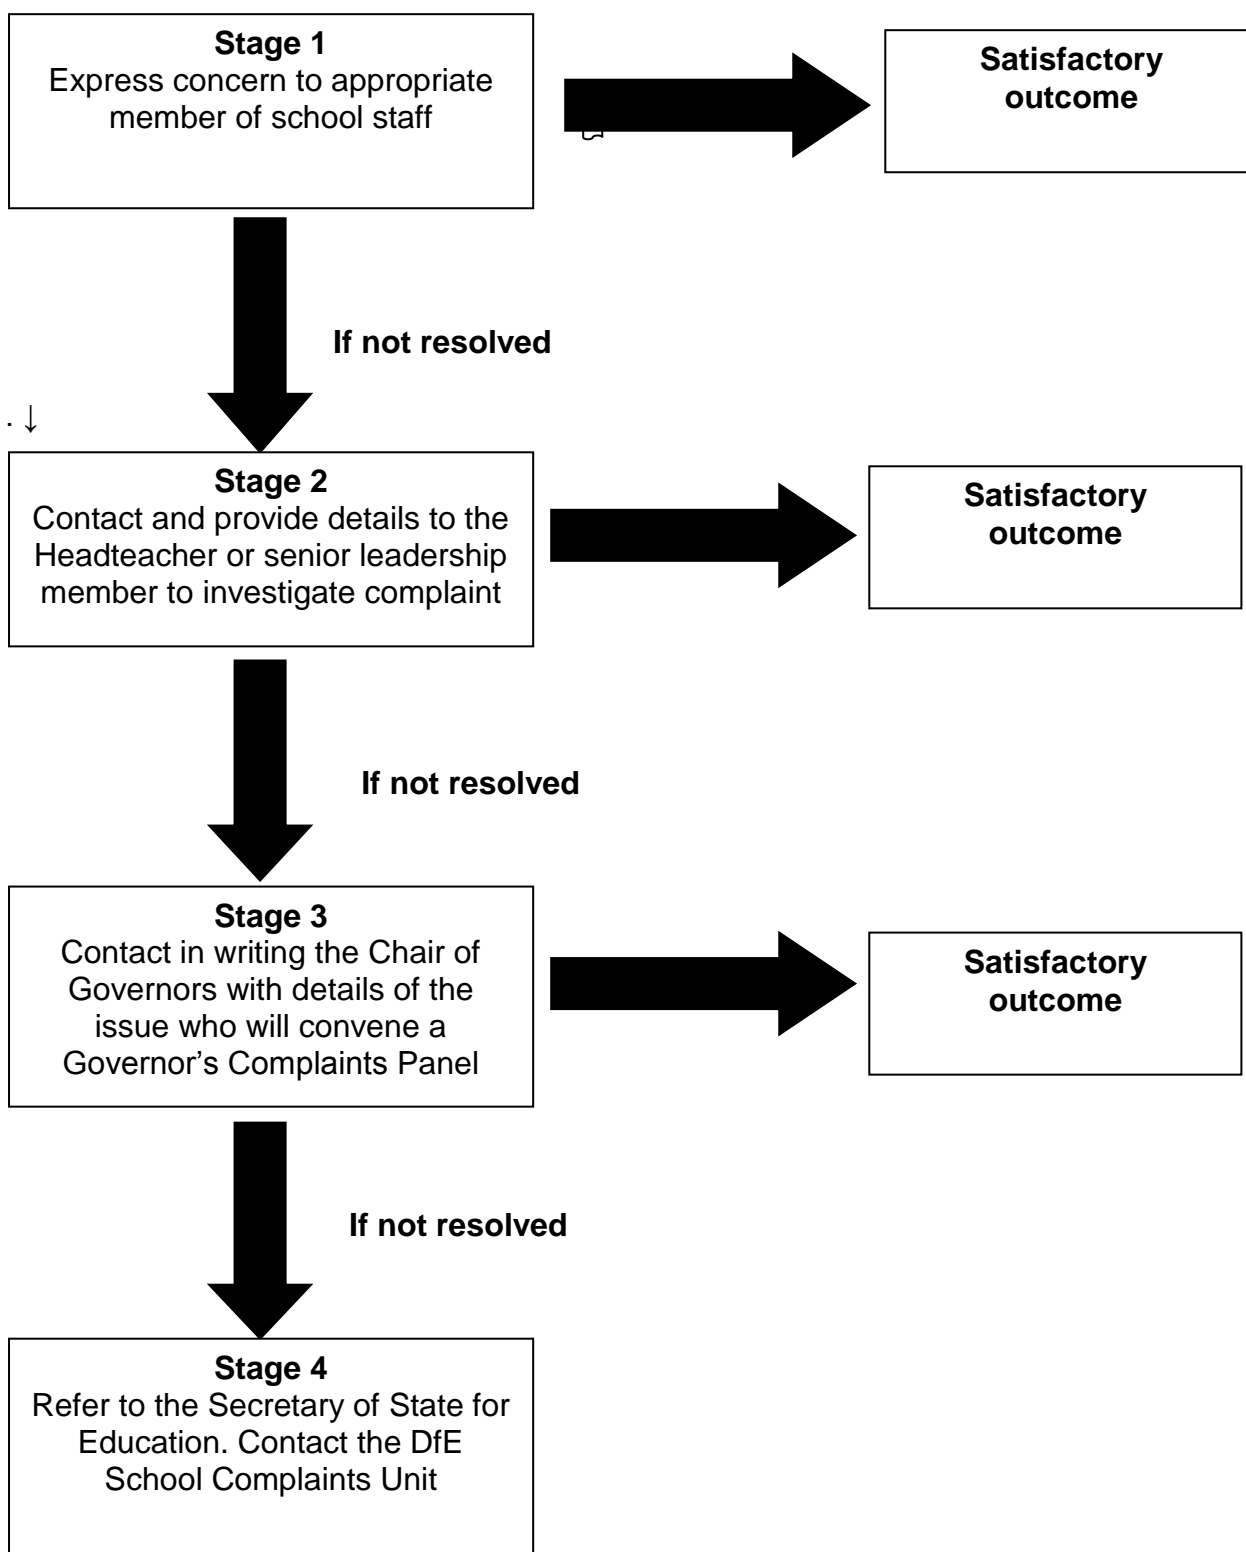 Stage 1
Express concern to appropriate
member of school staff
Satisfactory
outcome
If not resolved
. ↓
Stage 2
Contact and provide details to the
Headteacher or senior leadership
member to investigate complaint
Satisfactory
outcome
If not resolved
Stage 3
Contact in writing the Chair of
Governors with details of the
issue who will convene a
Governor’s Complaints Panel
Satisfactory
outcome
If not resolved
Stage 4
Refer to the Secretary of State for
Education. Contact the DfE
School Complaints Unit